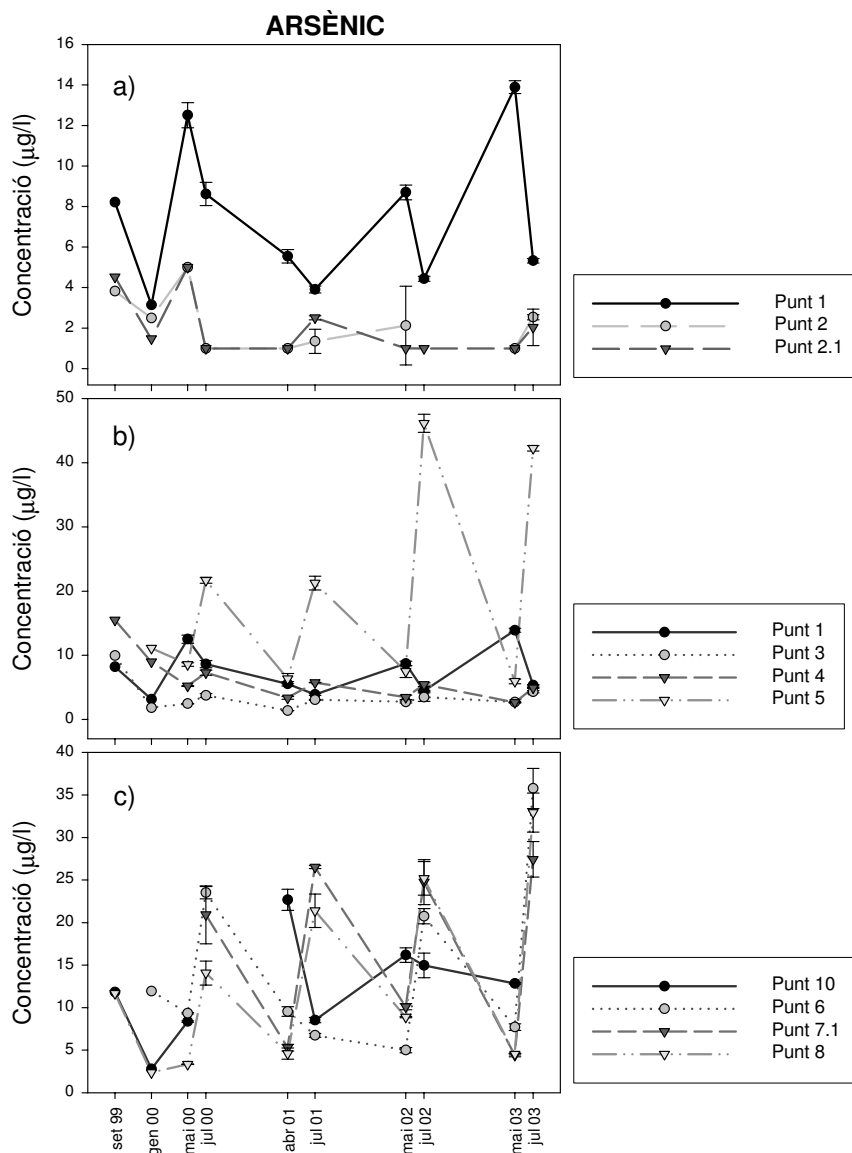 ARSÈNIC
a)
Concentració (µg/l)
16
14
12
10
8
6
4
2
0
Punt 1
Punt 2
Punt 2.1
b)
Concentració (µg/l)
50
40
30
20
10
0
Punt 1
Punt 3
Punt 4
Punt 5
c)
Concentració (µg/l)
40
35
30
25
20
15
10
5
0
Punt 10
Punt 6
Punt 7.1
Punt 8
set 99
gen 00
mai 00
jul 00
abr 01
jul 01
mai 02
jul 02
mai 03
jul 03